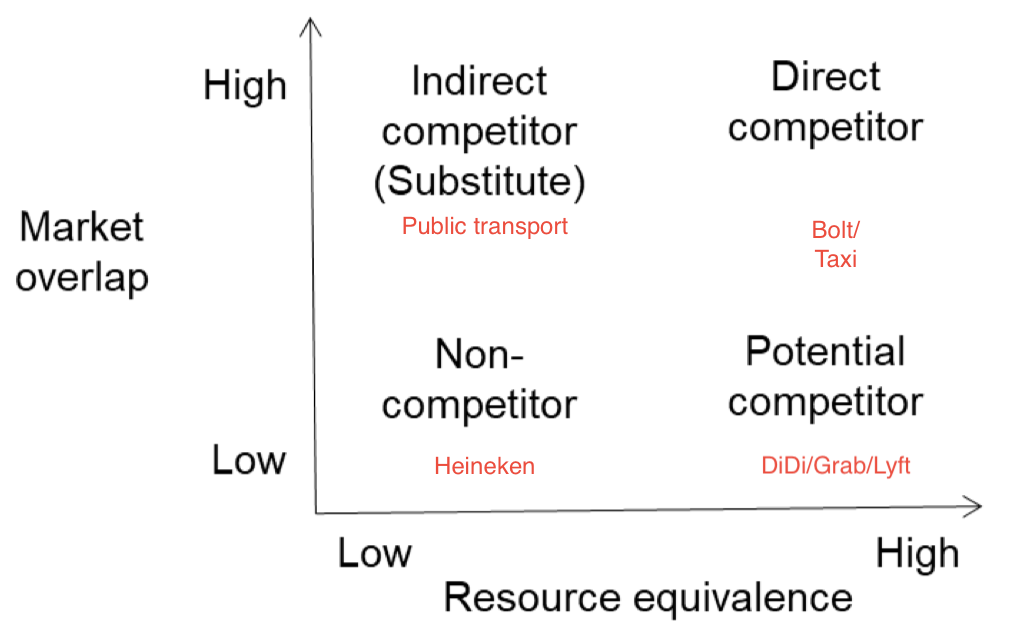 High
Indirect
competitor
(Substitute)
Public transport
Direct
competitor
Bolt/
Taxi
Market
overlap
Non-
competitor
Heineken
Potential
competitor
DiDi/Grab/Lyft
Low
Low
High
Resource equivalence